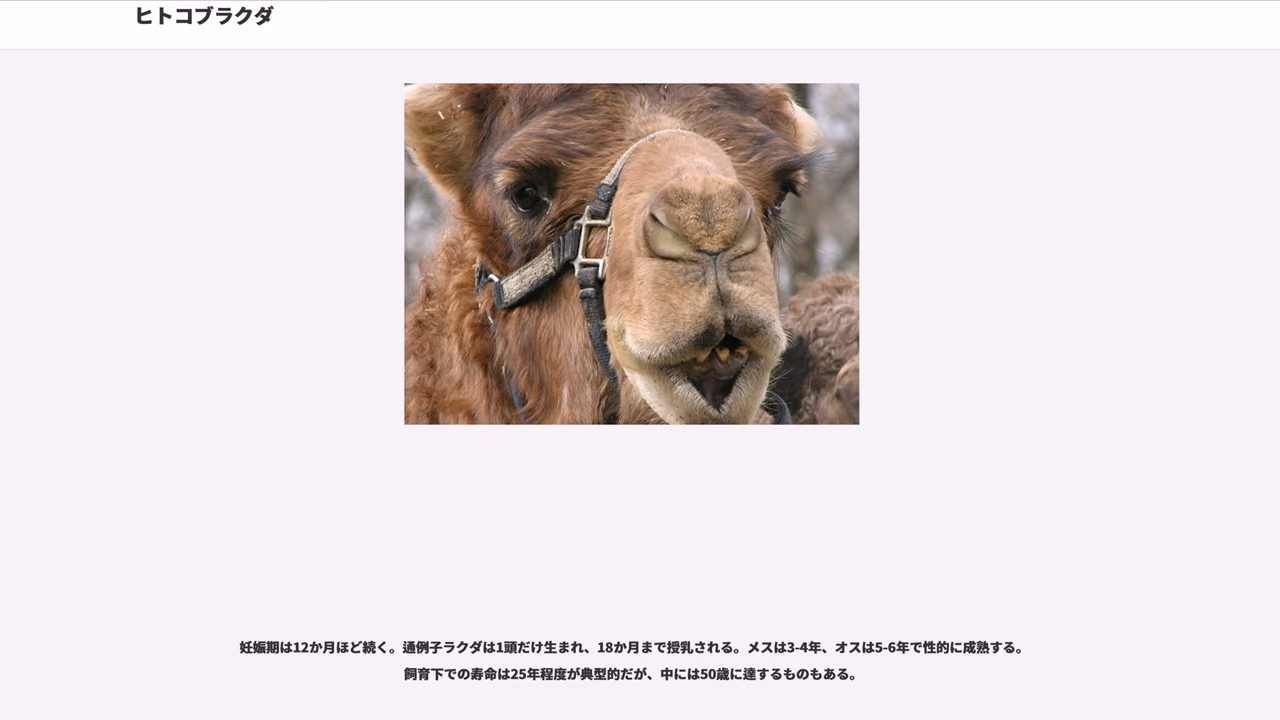 ヒトコブラクダ
妊娠期は12か月ほど続く。通例子ラクダは1頭だけ生まれ、18か月まで授乳される。メスは3-4年、オスは5-6年で性的に成熟する。
飼育下での寿命は25年程度が典型的だが、中には50歳に達するものもある。